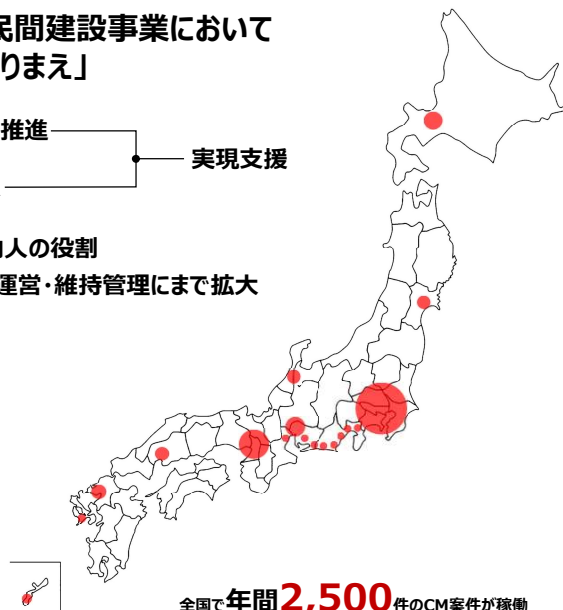 民間建設事業において
りまえ」
推進
実現支援
人の役割
運営・維持管理にまで拡大
全国で年間2,500件のCM案件が稼働